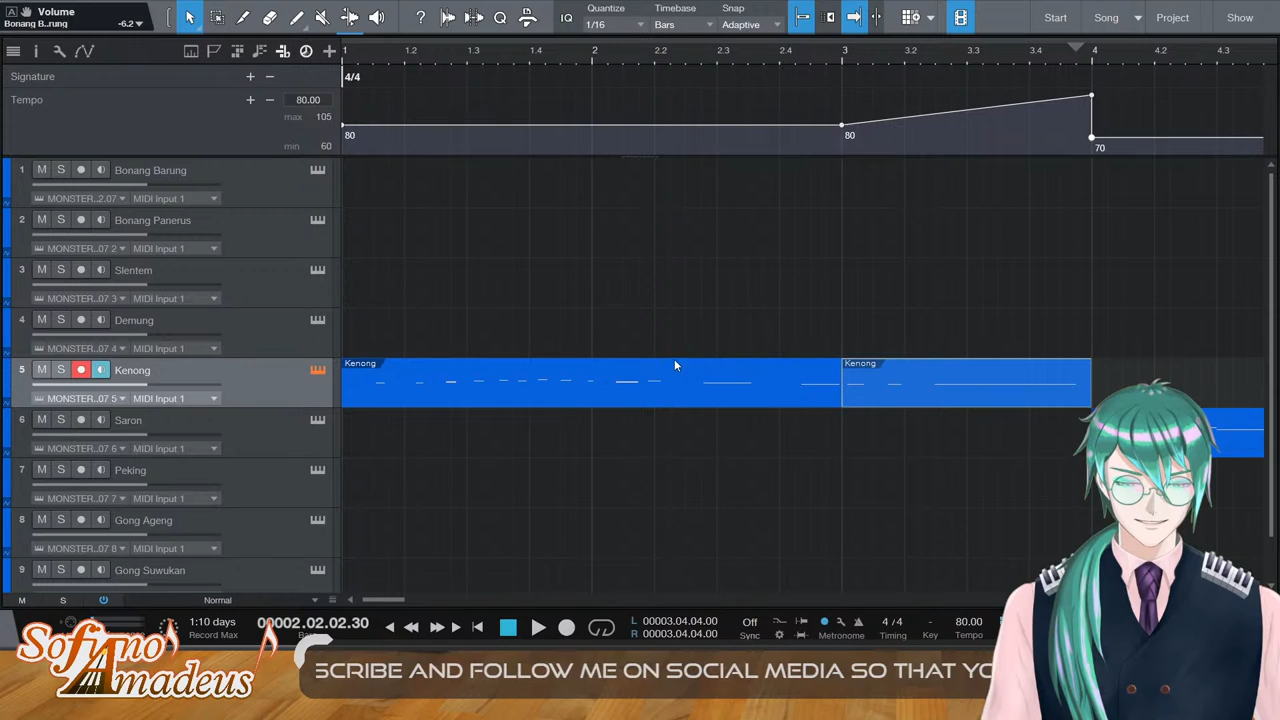 Volume
Bonang B..rung
-6.2
IQ
Quantize
1/16
Timebase
Bars
Snap
Adaptive
Start
Song
Project
Show
1
1.2
1.3
1.4
2
2.2
2.3
2.4
3
3.2
3.3
3.4
4
4.2
4.3
Signature
4/4
Tempo
80.00
max 105
min 60
80
80
70
1 M S Bonang Barung
MONSTER..2.07 MIDI Input 1
2 M S Bonang Panerus
MONSTER..07 2 MIDI Input 1
3 M S Slentem
MONSTER..07 3 MIDI Input 1
4 M S Demung
MONSTER..07 4 MIDI Input 1
5 M S Kenong
MONSTER..07 5 MIDI Input 1
Kenong
Kenong
6 M S Saron
MONSTER..07 6 MIDI Input 1
7 M S Peking
MONSTER..07 7 MIDI Input 1
8 M S Gong Ageng
MONSTER..07 8 MIDI Input 1
9 M S Gong Suwukan
M S Normal
1:10 days
Record Max
00002.02.02.30
L 00003.04.04.00
R 00003.04.04.00
Off
Sync
Metronome
4 / 4
Timing
-
Key
80.00
Tempo
Sofiano
Amadeus
SCRIBE AND FOLLOW ME ON SOCIAL MEDIA SO THAT YO